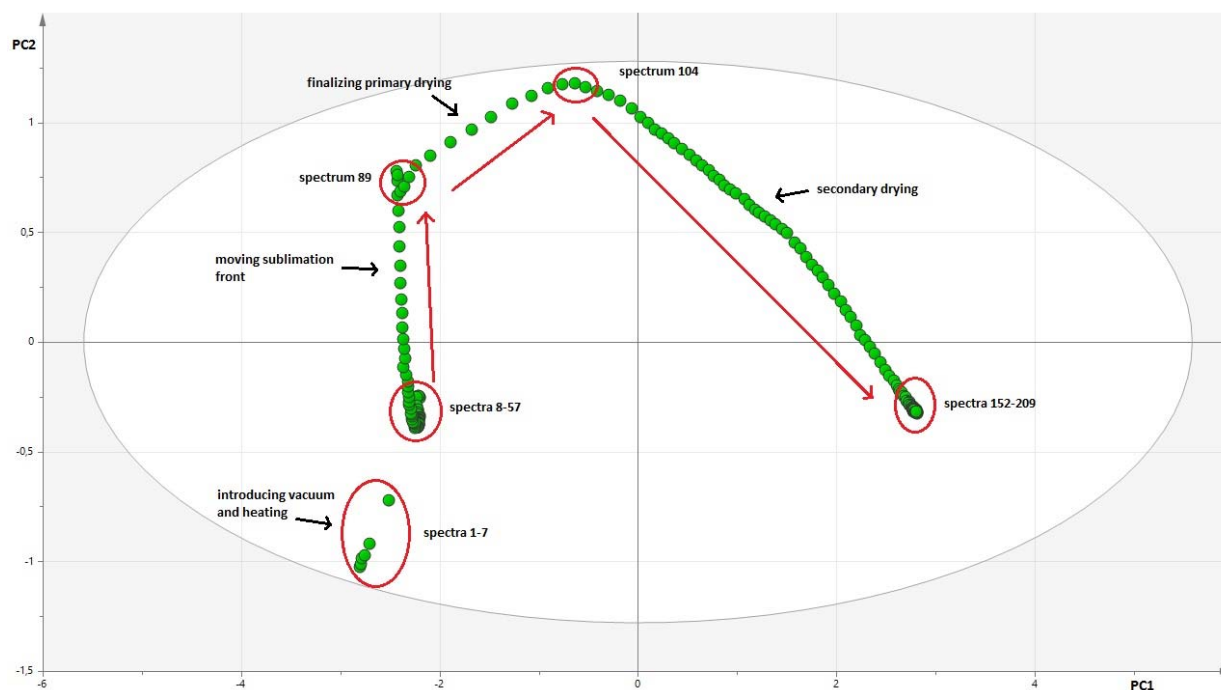 PC2
spectrum 104
finalizing primary drying
1
spectrum 89
secondary drying
0,5
moving sublimation
front
0
spectra 8-57
spectra 152-209
-0,5
introducing vacuum
and heating
spectra 1-7
-1
-1,5
-6
-4
-2
0
2
4
PC1